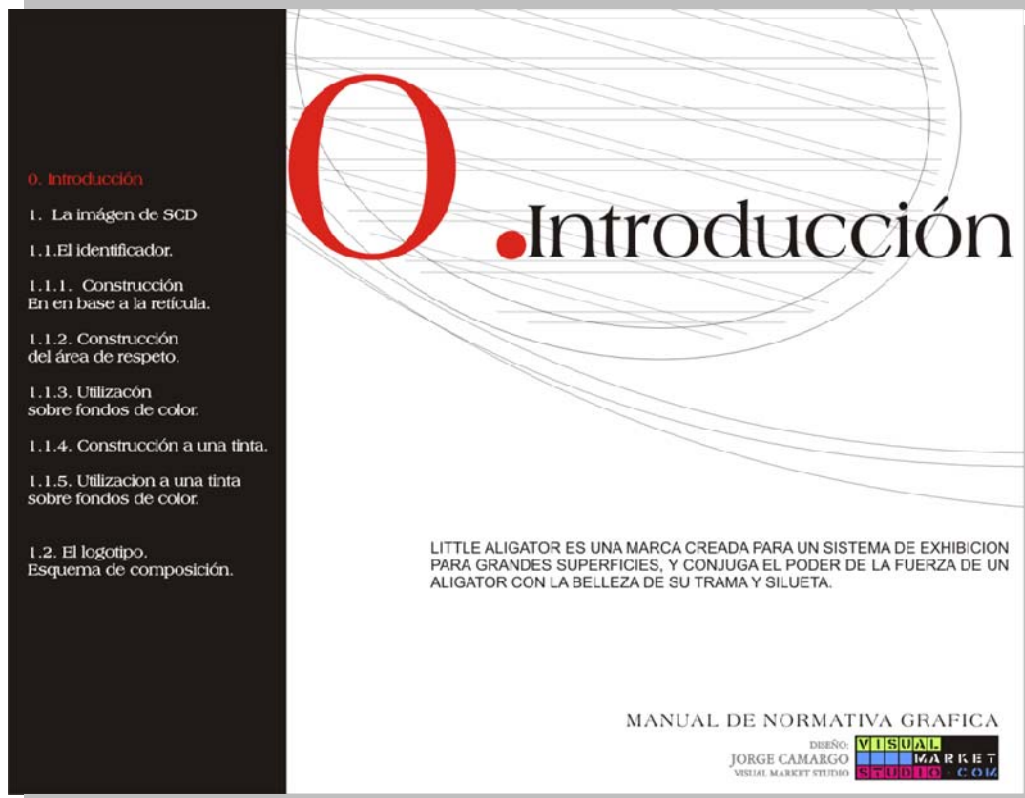 0. Introducción
1. La imágen de SCD
1.1.El identificador.
1.1.1. Construcción
En en base a la retícula.
1.1.2. Construcción
del área de respeto.
1.1.3. Utilizacón
sobre fondos de color.
1.1.4. Construcción a una tinta.
1.1.5. Utilizacion a una tinta
sobre fondos de color.
1.2. El logotipo.
Esquema de composición.
0.Introducción
LITTLE ALIGATOR ES UNA MARCA CREADA PARA UN SISTEMA DE EXHIBICION
PARA GRANDES SUPERFICIES, Y CONJUGA EL PODER DE LA FUERZA DE UN
ALIGATOR CON LA BELLEZA DE SU TRAMA Y SILUETA.
MANUAL DE NORMATIVA GRAFICA
DISEÑO:
JORGE CAMARGO
VISUAL MARKET STUDIO
VISUAL
MARKET
STUDIO.COM